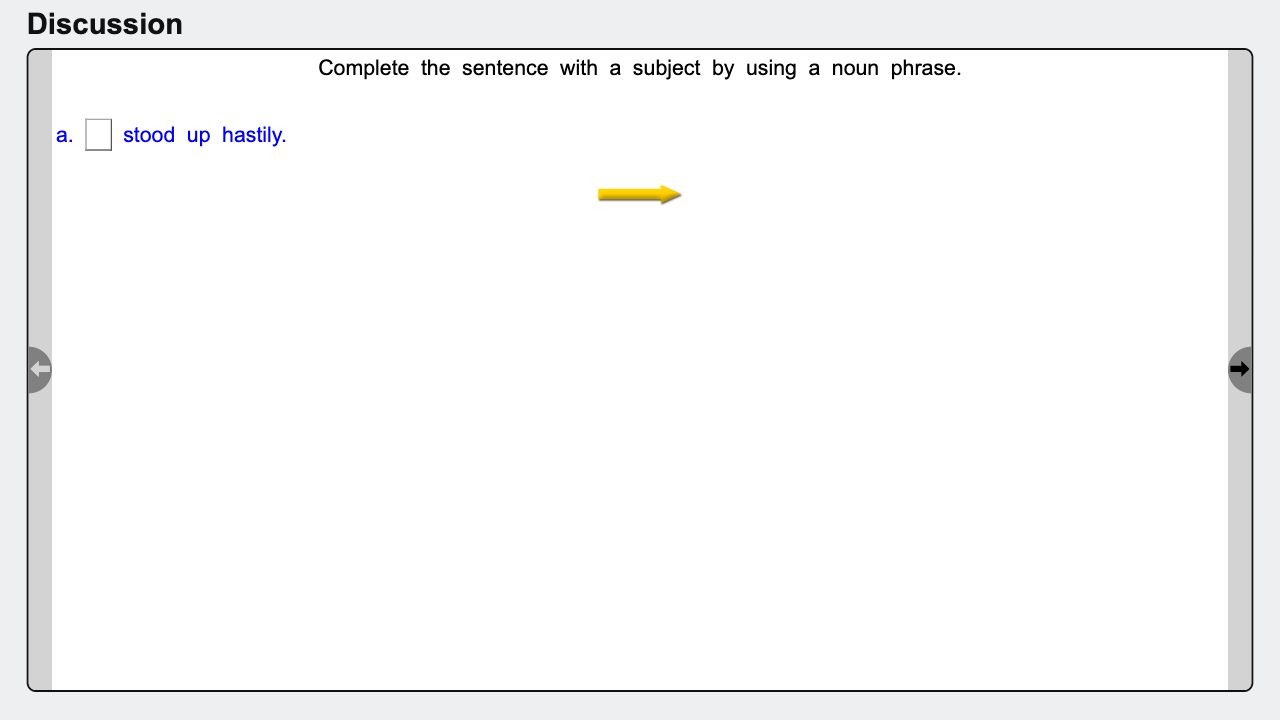 Discussion
Complete the sentence with a subject by using a noun phrase.
a. stood up hastily.